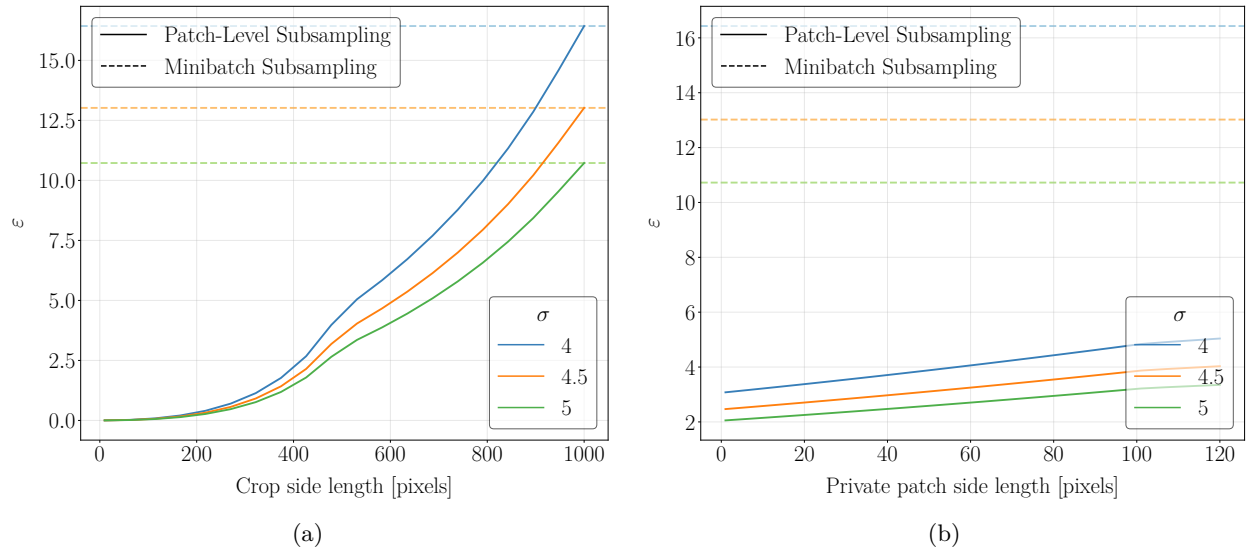 Patch-Level Subsampling
Minibatch Subsampling
15.0
12.5
10.0
7.5
5.0
2.5
0.0
ε
σ
4
4.5
5
0
200
400
600
800
1000
Crop side length [pixels]
(a)
Patch-Level Subsampling
Minibatch Subsampling
16
14
12
10
8
6
4
2
ε
σ
4
4.5
5
0
20
40
60
80
100
120
Private patch side length [pixels]
(b)